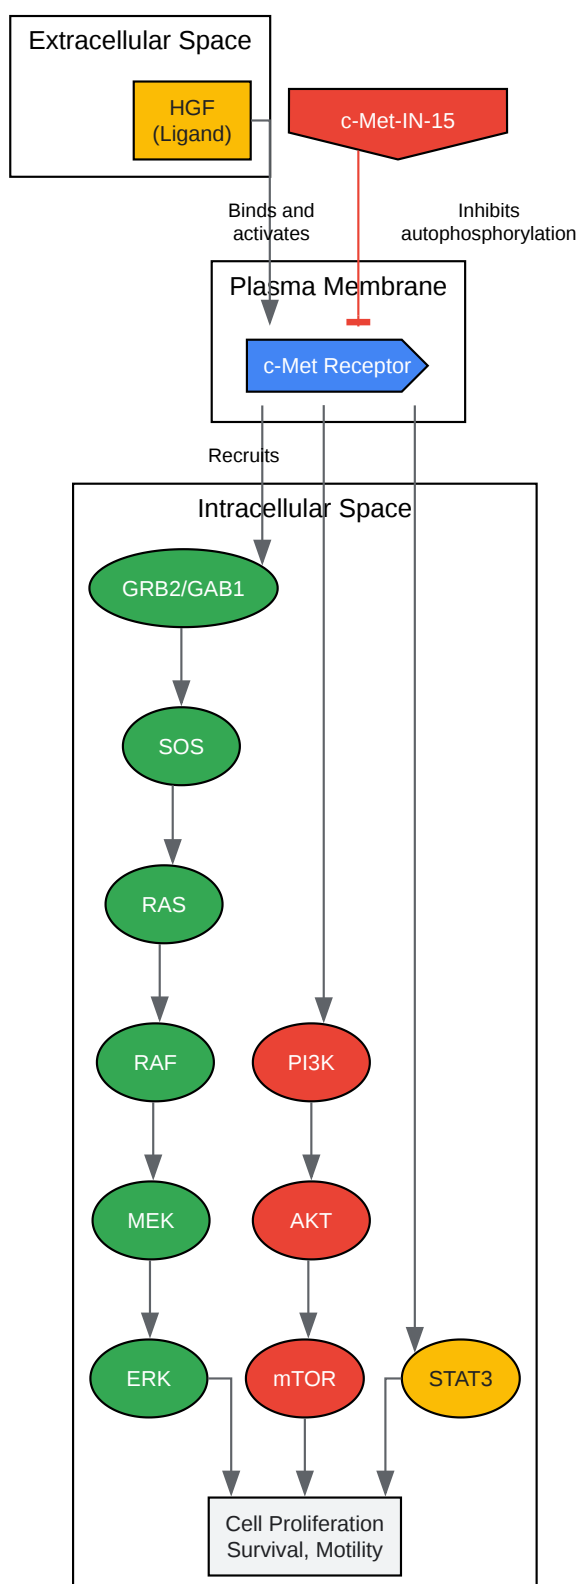 Extracellular Space
HGF
(Ligand)
c-Met-IN-15
Binds and
activates
Inhibits
autophosphorylation
Plasma Membrane
c-Met Receptor
Recruits
Intracellular Space
GRB2/GAB1
SOS
RAS
RAF
PI3K
MEK
AKT
ERK
mTOR
STAT3
Cell Proliferation
Survival, Motility